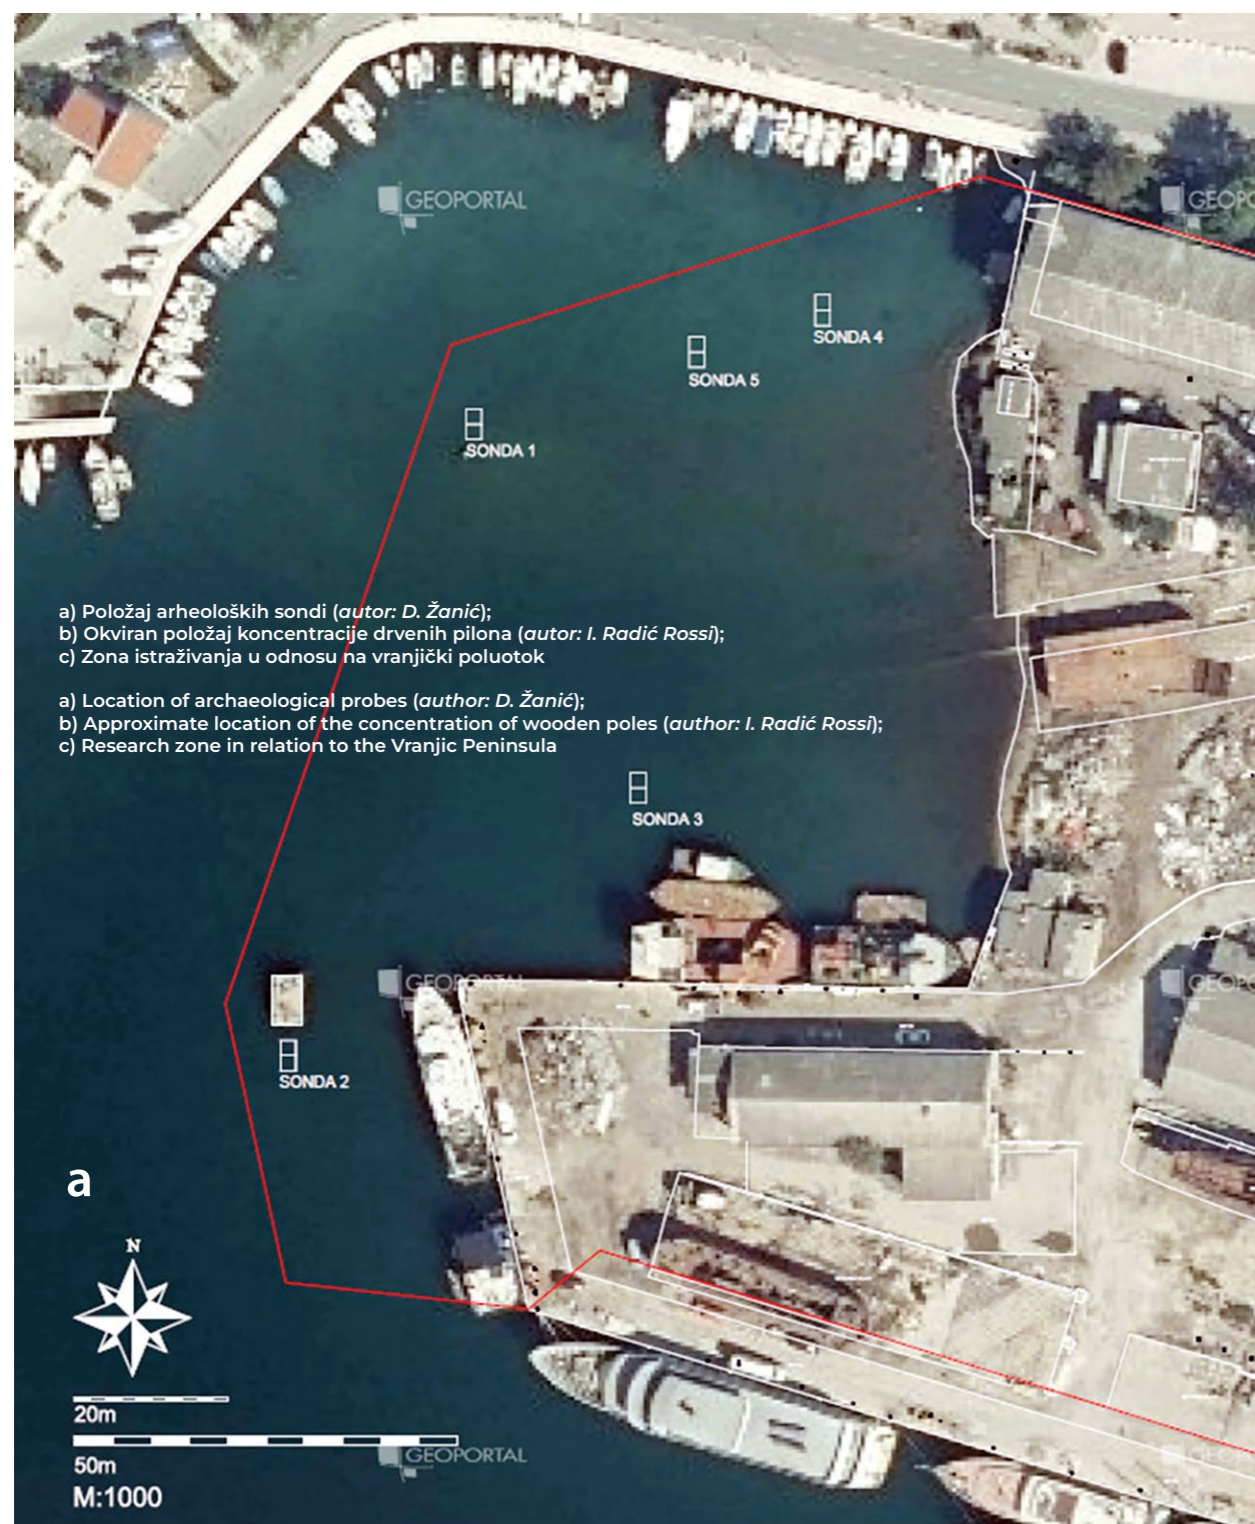 GEOPORTAL
GEOPO
SONDA 4
SONDA 5
SONDA 1
a) Položaj arheoloških sondi (autor: D. Žanić);
b) Okviran položaj koncentracije drvenih pilona (autor: I. Radić Rossi);
c) Zona istraživanja u odnosu na vranjički poluotok
a) Location of archaeological probes (author: D. Žanić);
b) Approximate location of the concentration of wooden poles (author: I. Radić Rossi);
c) Research zone in relation to the Vranjic Peninsula
SONDA 3
GEOPORTAL
GEOPO
SONDA 2
a
N
20m
50m
GEOPORTAL
M:1000